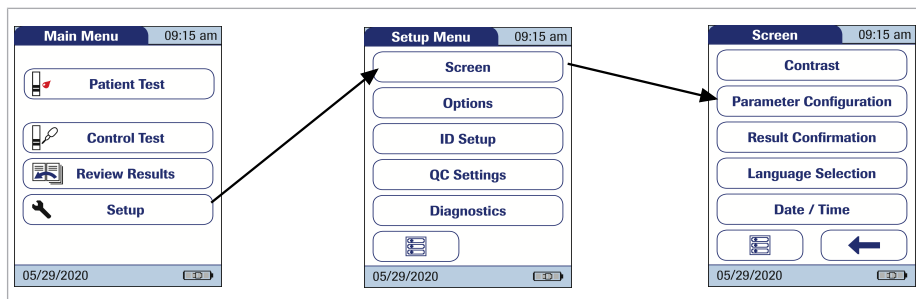 Main Menu 09:15 am
Patient Test
Control Test
Review Results
Setup
05/29/2020
Setup Menu 09:15 am
Screen
Options
ID Setup
QC Settings
Diagnostics
05/29/2020
Screen 09:15 am
Contrast
Parameter Configuration
Result Confirmation
Language Selection
Date / Time
05/29/2020